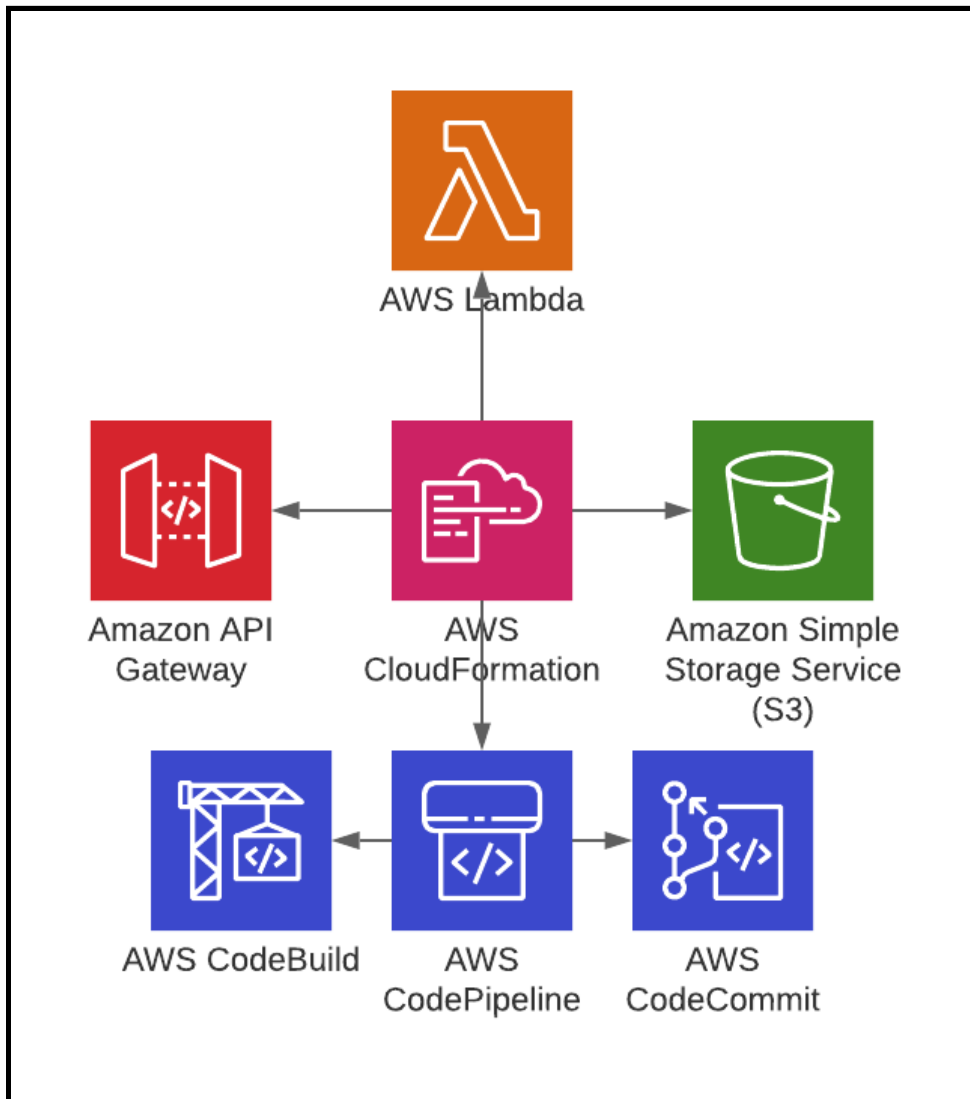 AWS Lambda
</>
Amazon API
Gateway
AWS
CloudFormation
Amazon Simple
Storage Service
(S3)
</>
AWS CodeBuild
</>
AWS
CodePipeline
</>
AWS
CodeCommit